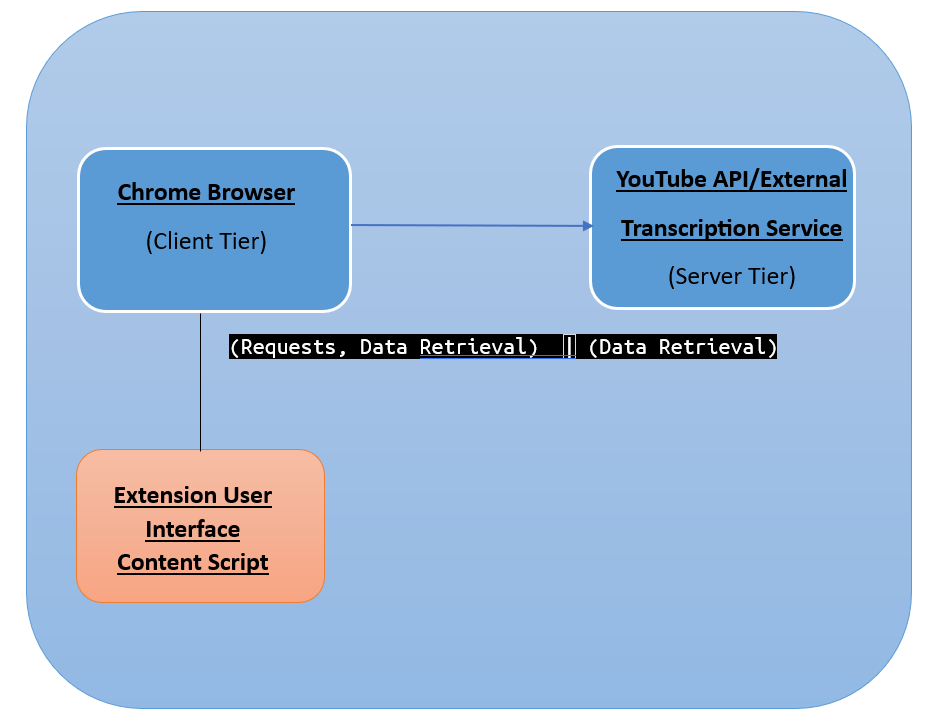 Chrome Browser
(Client Tier)
YouTube API/External
Transcription Service
(Server Tier)
(Requests, Data Retrieval) | (Data Retrieval)
Extension User
Interface
Content Script